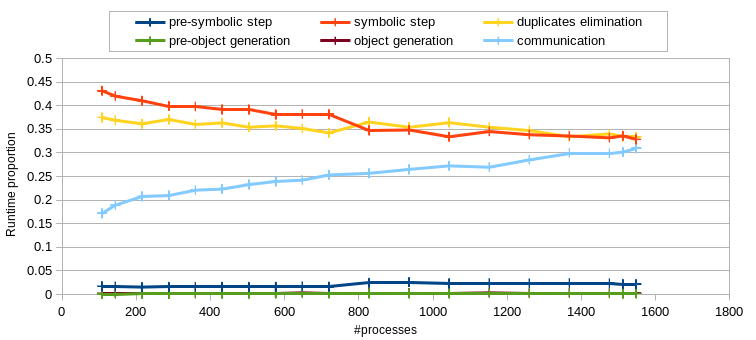 pre-symbolic step symbolic step duplicates elimination
pre-object generation object generation communication
0.5
0.45
0.4
0.35
0.3
0.25
0.2
0.15
0.1
0.05
0
Runtime proportion
0 200 400 600 800 1000 1200 1400 1600 1800
#processes